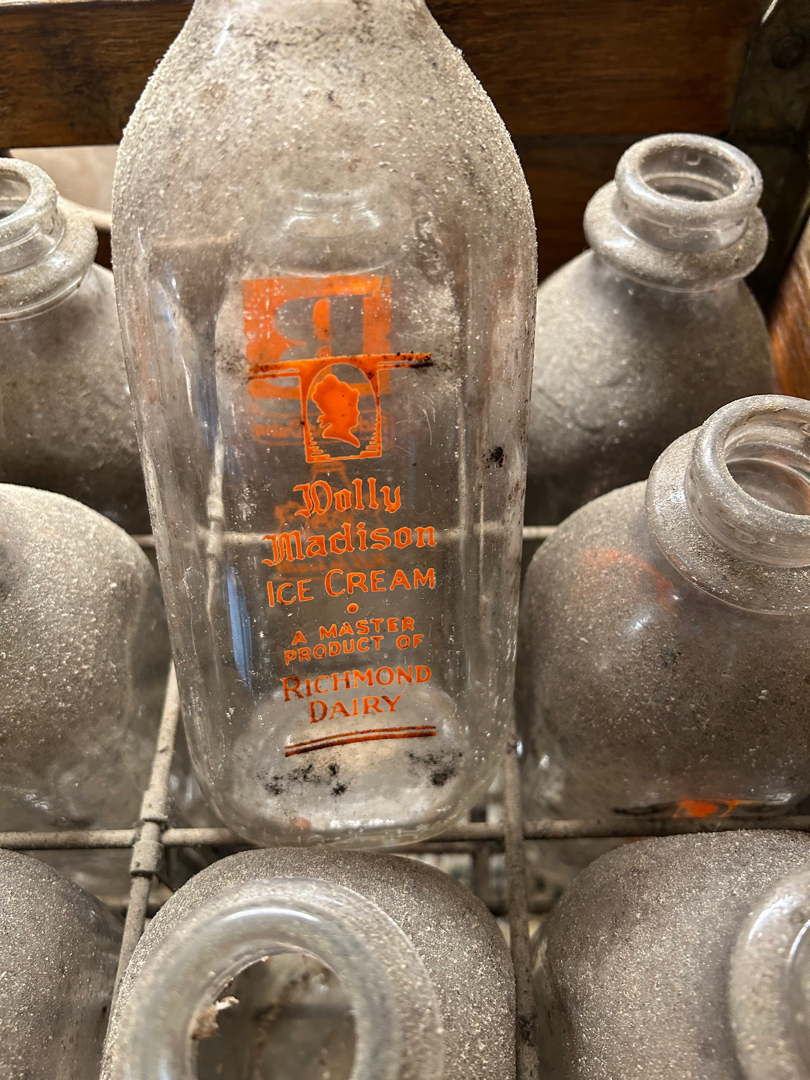 Dolly
Madison
ICE CREAM
A MASTER
PRODUCT OF
RICHMOND
DAIRY